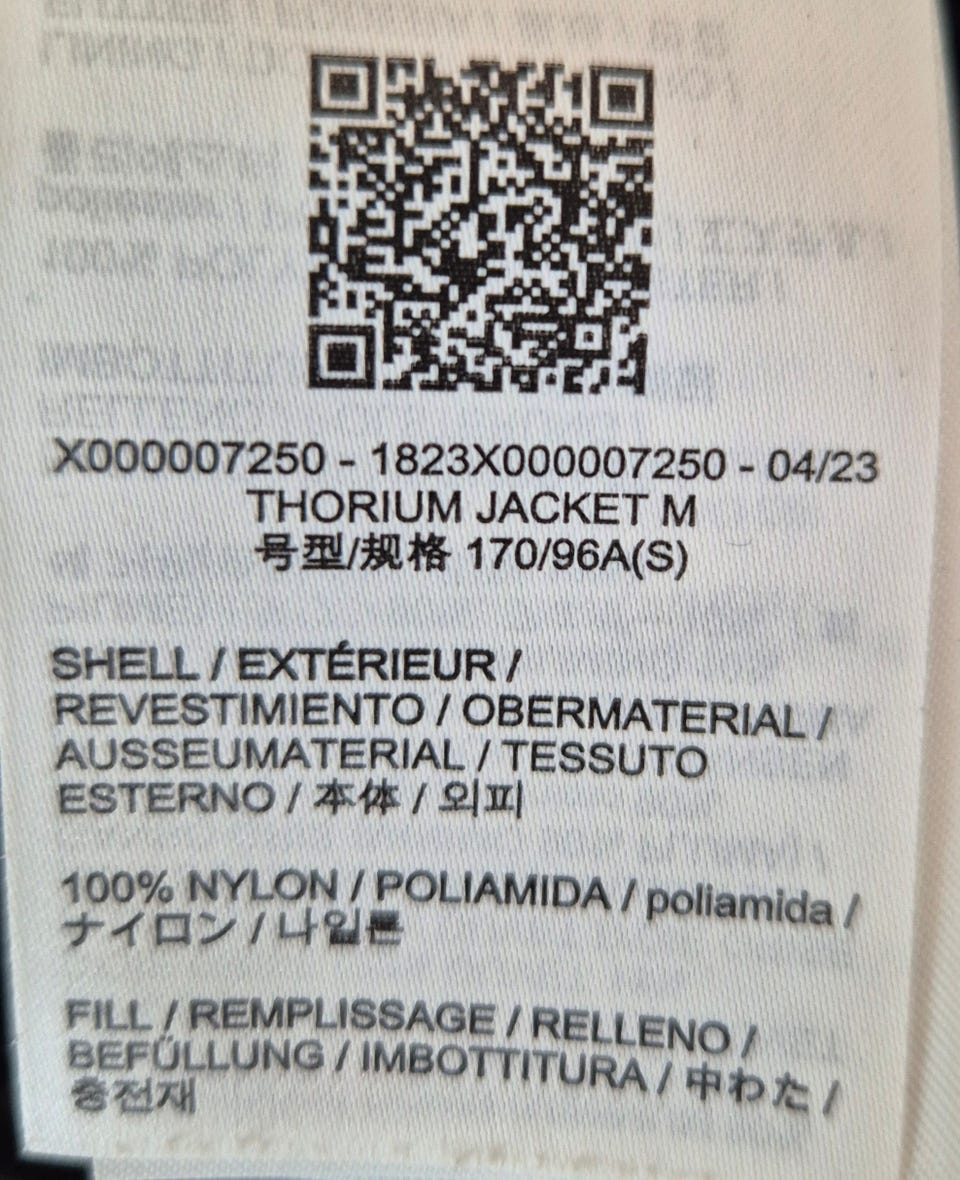 X000007250 - 1823X000007250 - 04/23
THORIUM JACKET M
号型/规格 170/96A(S)
SHELL / EXTÉRIEUR /
REVESTIMIENTO / OBERMATERIAL /
AUSSEUMATERIAL / TESSUTO
ESTERNO / 本体 / 외피
100% NYLON / POLIAMIDA / poliamida /
ナイロン / 나일론
FILL / REMPLISSAGE / RELLENO /
BEFÜLLUNG / IMBOTTITURA / 中わた /
충전재